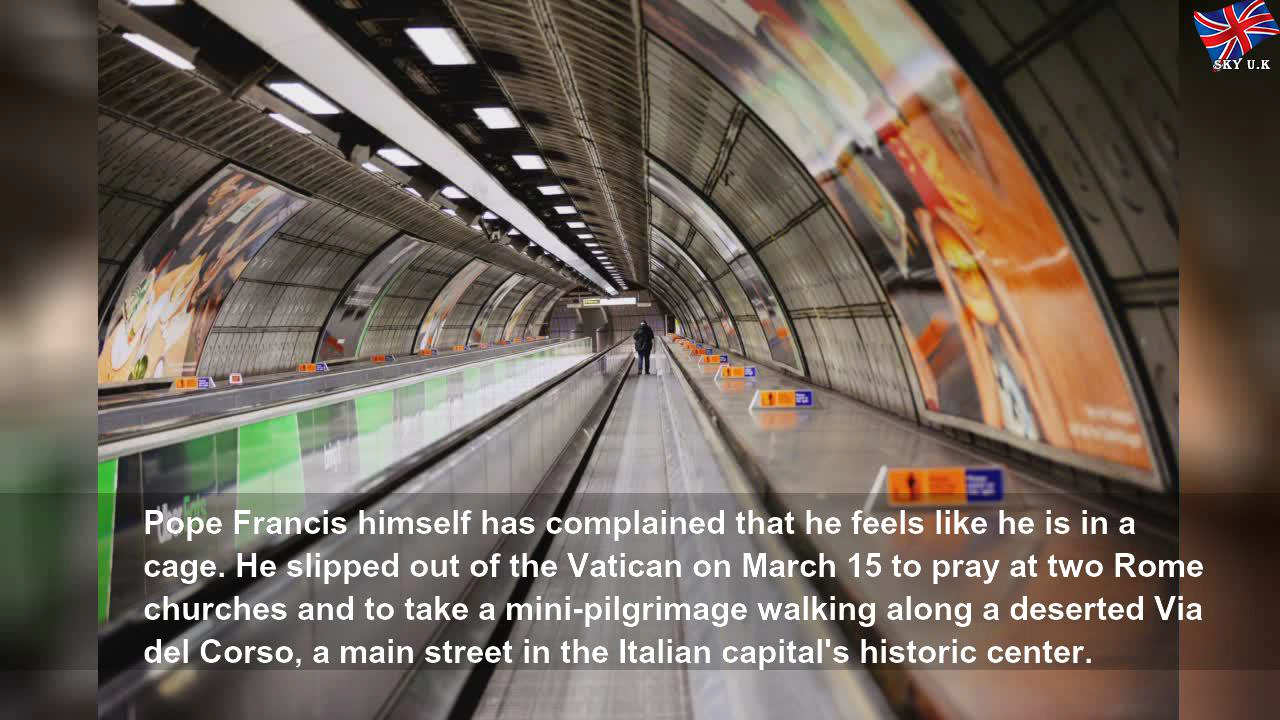 SKY U.K
Uber Eats
Pope Francis himself has complained that he feels like he is in a
cage. He slipped out of the Vatican on March 15 to pray at two Rome
churches and to take a mini-pilgrimage walking along a deserted Via
del Corso, a main street in the Italian capital's historic center.